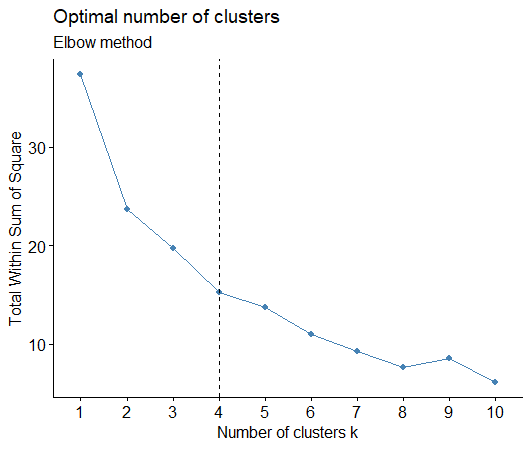 Optimal number of clusters
Elbow method
Total Within Sum of Square
30
20
10
1 2 3 4 5 6 7 8 9 10
Number of clusters k